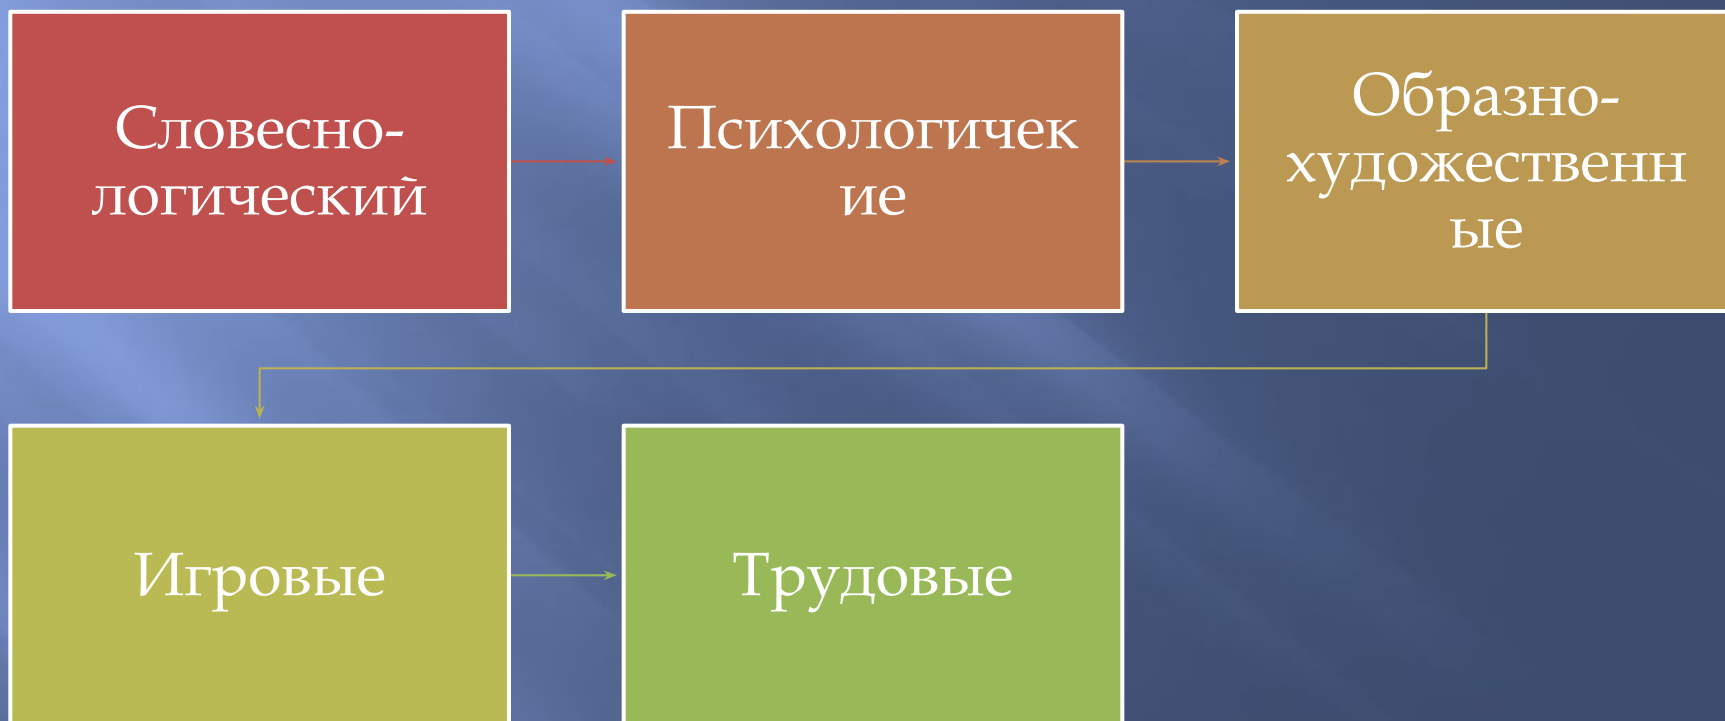 Словесно-
логический
Психологичек
ие
Образно-
художественн
ые
Игровые
Трудовые